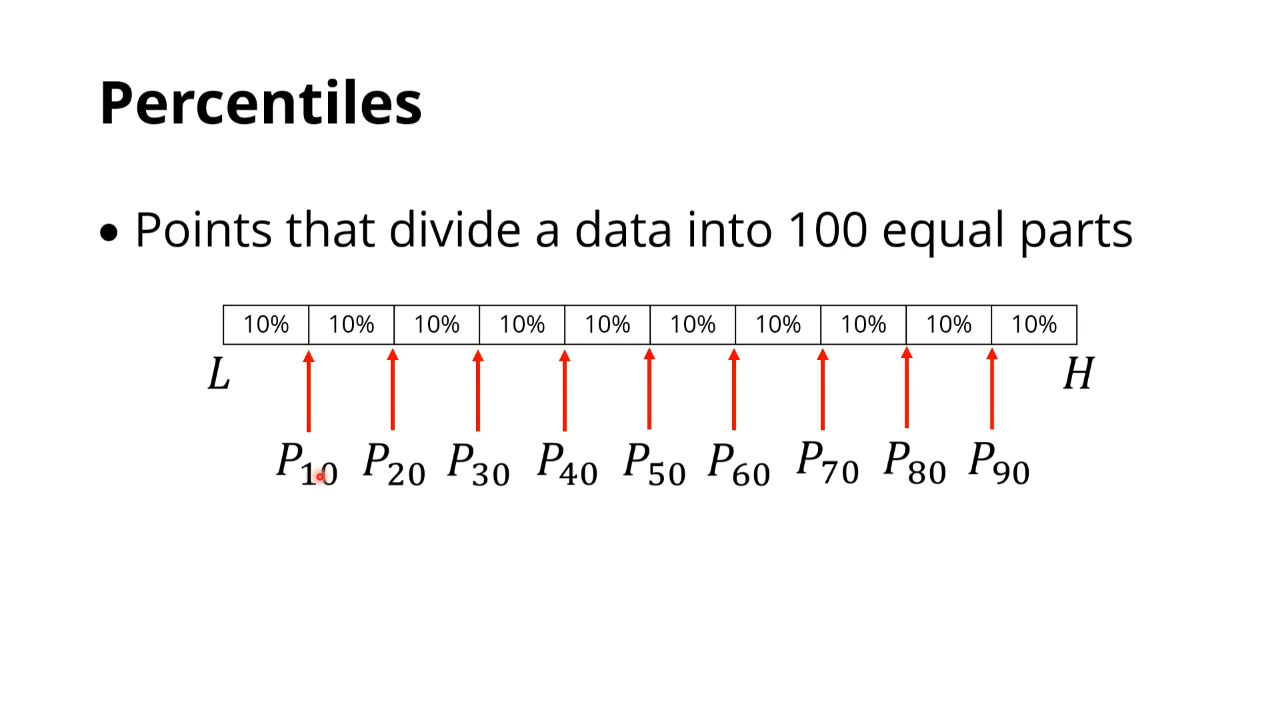 Percentiles
• Points that divide a data into 100 equal parts
10% 10% 10% 10% 10% 10% 10% 10% 10% 10%
L H
P₁₀ P₂₀ P₃₀ P₄₀ P₅₀ P₆₀ P₇₀ P₈₀ P₉₀